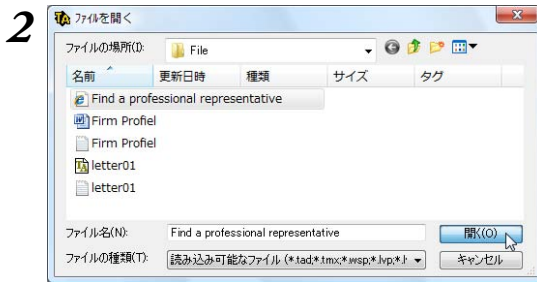 2
ファイルを開く
ファイルの場所(I): File
名前 更新日時 種類 サイズ タグ
Find a professional representative
Firm Profiel
Firm Profiel
letter01
letter01
ファイル名(N): Find a professional representative 開く(O)
ファイルの種類(T): 読み込み可能なファイル (*.tad;*.tmx;*.wsp;*.lvp;*.h キャンセル